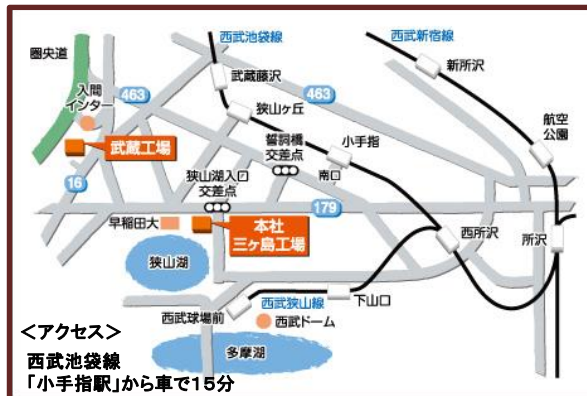 西武池袋線
西武新宿線
圏央道
武蔵藤沢
新所沢
入間
インター
463
463
狭山ヶ丘
航空
公園
誓詞橋
交差点
小手指
武蔵工場
南口
16
狭山湖入口
交差点
179
早稲田大
本社
三ヶ島工場
西所沢
所沢
狭山湖
西武狭山線
下山口
西武球場前
西武ドーム
<アクセス>
多摩湖
西武池袋線
「小手指駅」から車で15分